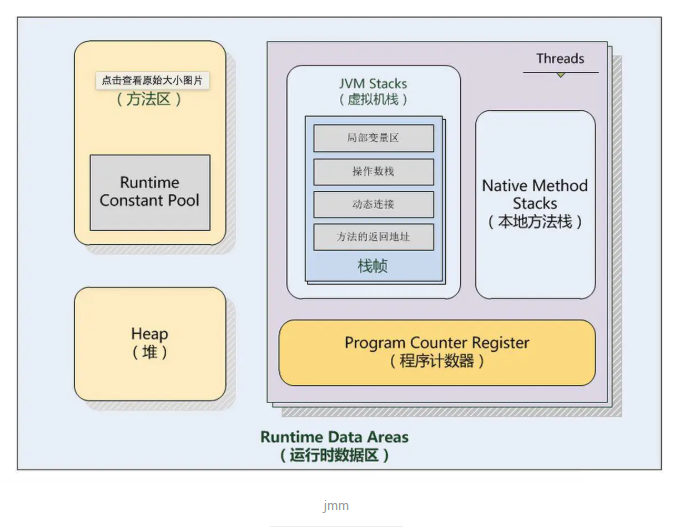 点击查看原始大小图片
（方法区）
Runtime
Constant Pool
Heap
（堆）
Threads
JVM Stacks
（虚拟机栈）
局部变量区
操作数栈
动态连接
方法的返回地址
栈帧
Native Method
Stacks
（本地方法栈）
Program Counter Register
（程序计数器）
Runtime Data Areas
（运行时数据区）
jmm